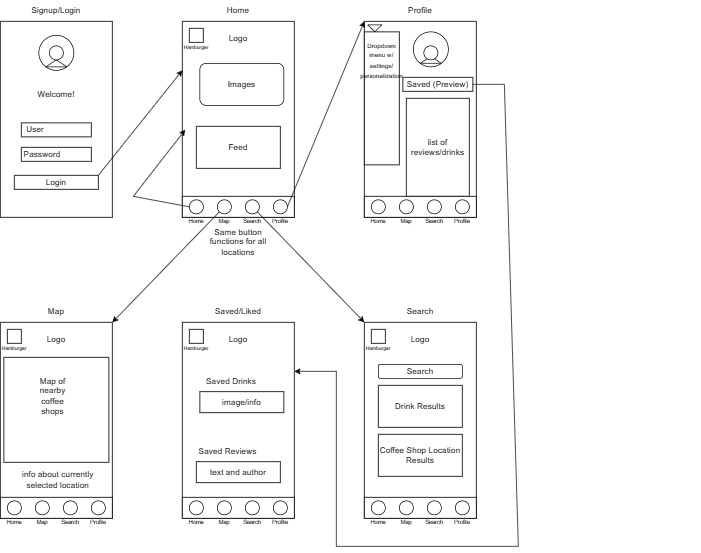 Signup/Login
Home
Profile
Welcome!
User
Password
Login
Hamburger
Logo
Images
Feed
Home Map Search Profile
Same button
functions for all
locations
Dropdown
menu w/
settings/
personalization
Saved (Preview)
list of
reviews/drinks
Home Map Search Profile
Map
Saved/Liked
Search
Hamburger
Logo
Map of
nearby
coffee
shops
info about currently
selected location
Home Map Search Profile
Hamburger
Logo
Saved Drinks
image/info
Saved Reviews
text and author
Home Map Search Profile
Hamburger
Logo
Search
Drink Results
Coffee Shop Location
Results
Home Map Search Profile